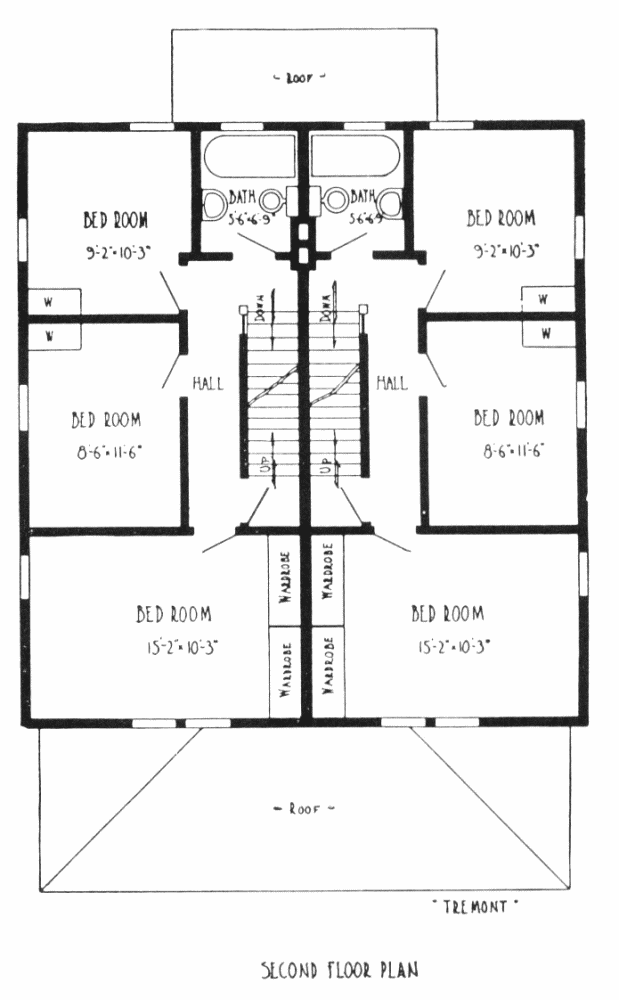 ~ ROOF ~
BATH
5'-6"×6'-9"
BATH
5'-6"×6'-9"
BED ROOM
9'-2"×10'-3"
BED ROOM
9'-2"×10'-3"
W
W
W
W
DOWN
DOWN
HALL
HALL
BED ROOM
8'-6"×11'-6"
BED ROOM
8'-6"×11'-6"
UP
UP
WARDROBE
WARDROBE
BED ROOM
15'-2"×10'-3"
BED ROOM
15'-2"×10'-3"
WARDROBE
WARDROBE
~ ROOF ~
"TREMONT"
SECOND FLOOR PLAN